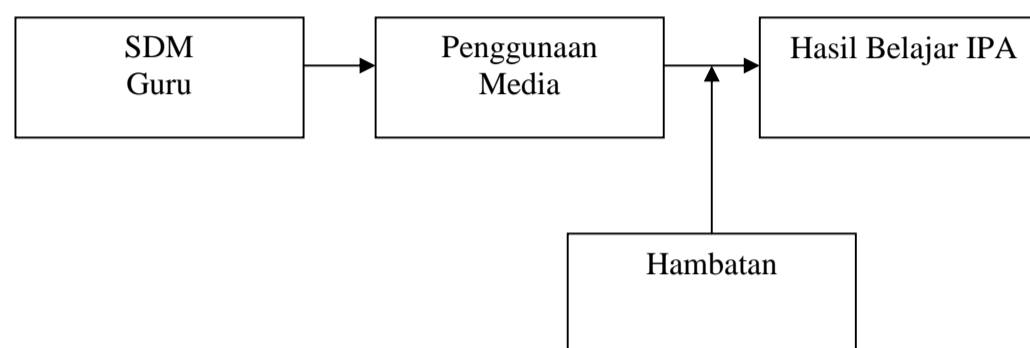 SDM
Guru
Penggunaan
Media
Hasil Belajar IPA
Hambatan